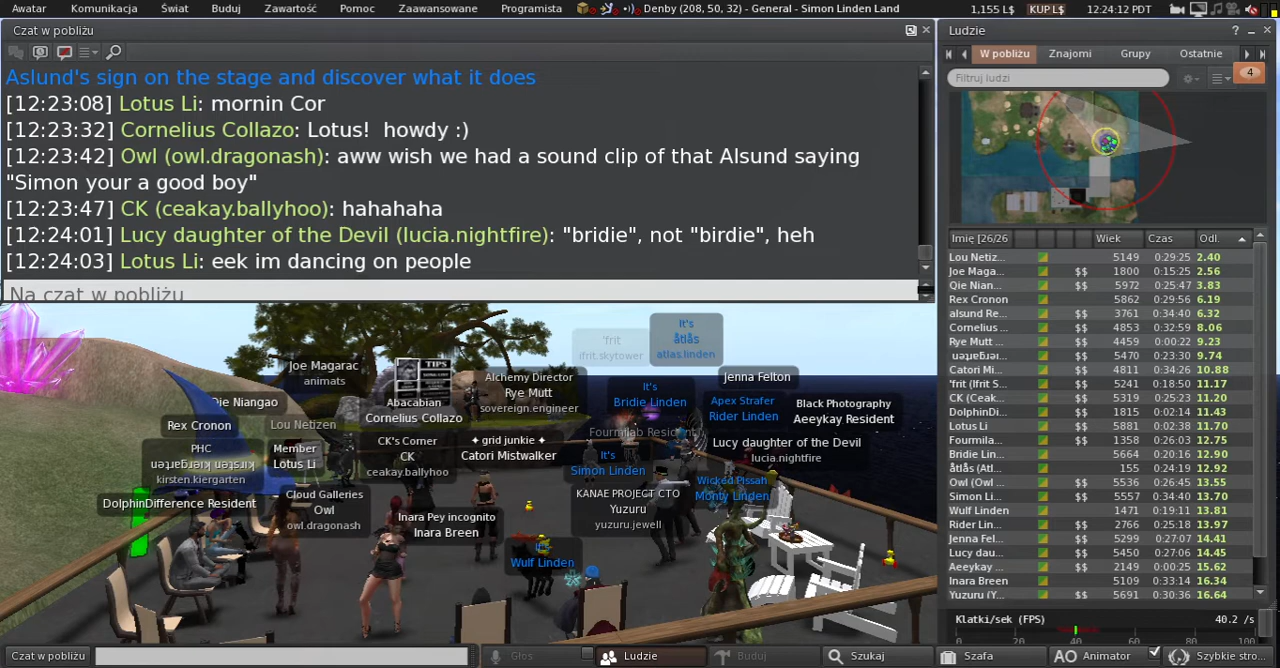 Awatar Komunikacja Świat Buduj Zawartość Pomoc Zaawansowane Programista Denby (208, 50, 32) - General - Simon Linden Land 1,155 L$ KUP L$ 12:24:12 PDT
Czat w pobliżu
Aslund's sign on the stage and discover what it does
[12:23:08] Lotus Li: mornin Cor
[12:23:32] Cornelius Collazo: Lotus! howdy :)
[12:23:42] Owl (owl.dragonash): aww wish we had a sound clip of that Alsund saying
"Simon your a good boy"
[12:23:47] CK (ceakay.ballyhoo): hahahaha
[12:24:01] Lucy daughter of the Devil (lucia.nightfire): "bridie", not "birdie", heh
[12:24:03] Lotus Li: eek im dancing on people
Na czat w pobliżu
Ludzie
W pobliżu Znajomi Grupy Ostatnie
Filtruj ludzi
4
Imię [26/26 Wiek Czas Odl.
Lou Netiz... 5149 0:29:25 2.40
Joe Maga... $$ 1800 0:15:25 2.56
Qie Nian... $$ 5972 0:25:47 3.83
Rex Cronon 5862 0:29:56 6.19
alsund Re... $$ 3761 0:34:40 6.32
Cornelius ... $$ 4853 0:32:59 8.06
Rye Mutt ... $$ 4459 0:00:22 9.23
$$ 5470 0:23:30 9.74
Catori Mi... $$ 4811 0:34:26 10.88
'frit (Ifrit S... $$ 5241 0:18:50 11.17
CK (Ceak... $$ 5319 0:25:23 11.20
DolphinDi... $$ 1815 0:02:14 11.43
Lotus Li $$ 5881 0:02:38 11.70
Fourmila... $$ 1358 0:26:03 12.75
Bridie Lin... 5664 0:20:16 12.90
åtlås (Atl... 155 0:24:19 12.92
Owl (Owl ... $$ 5536 0:26:45 13.55
Simon Li... $$ 5557 0:34:40 13.70
Wulf Linden 1471 0:19:11 13.81
Rider Lin... $$ 2766 0:25:18 13.97
Jenna Fel... $$ 5299 0:27:07 14.41
Lucy dau... $$ 5450 0:27:06 14.45
Aeeykay ... $$ 2149 0:00:25 15.62
Inara Breen 5109 0:33:14 16.34
Yuzuru (Y... $$ 5691 0:30:36 16.64
Klatki/sek (FPS) 40.2 /s
0 20 40 60 80 100
It's
åtlås
atlas.linden
'frit
ifrit.skytower
Joe Magarac
animats
TIPS
Alchemy Director
Rye Mutt
sovereign.engineer
Jenna Felton
It's
Bridie Linden
Apex Strafer
Rider Linden
Black Photography
Aeeykay Resident
Qie Niangao
Abacabian
Cornelius Collazo
Rex Cronon
Lou Netizen
Fourmilab Resident
PHC
kirsten.kiergarten
Member
Lotus Li
CK's Corner
CK
ceakay.ballyhoo
✦ grid junkie ✦
Catori Mistwalker
Lucy daughter of the Devil
lucia.nightfire
It's
Simon Linden
Wicked Pissah
Monty Linden
DolphinDifference Resident
Cloud Galleries
Owl
owl.dragonash
KANAE PROJECT CTO
Yuzuru
yuzuru.jewell
Inara Pey incognito
Inara Breen
Wulf Linden
Czat w pobliżu Głos Ludzie Buduj Szukaj Szafa AO Animator Szybkie stro...